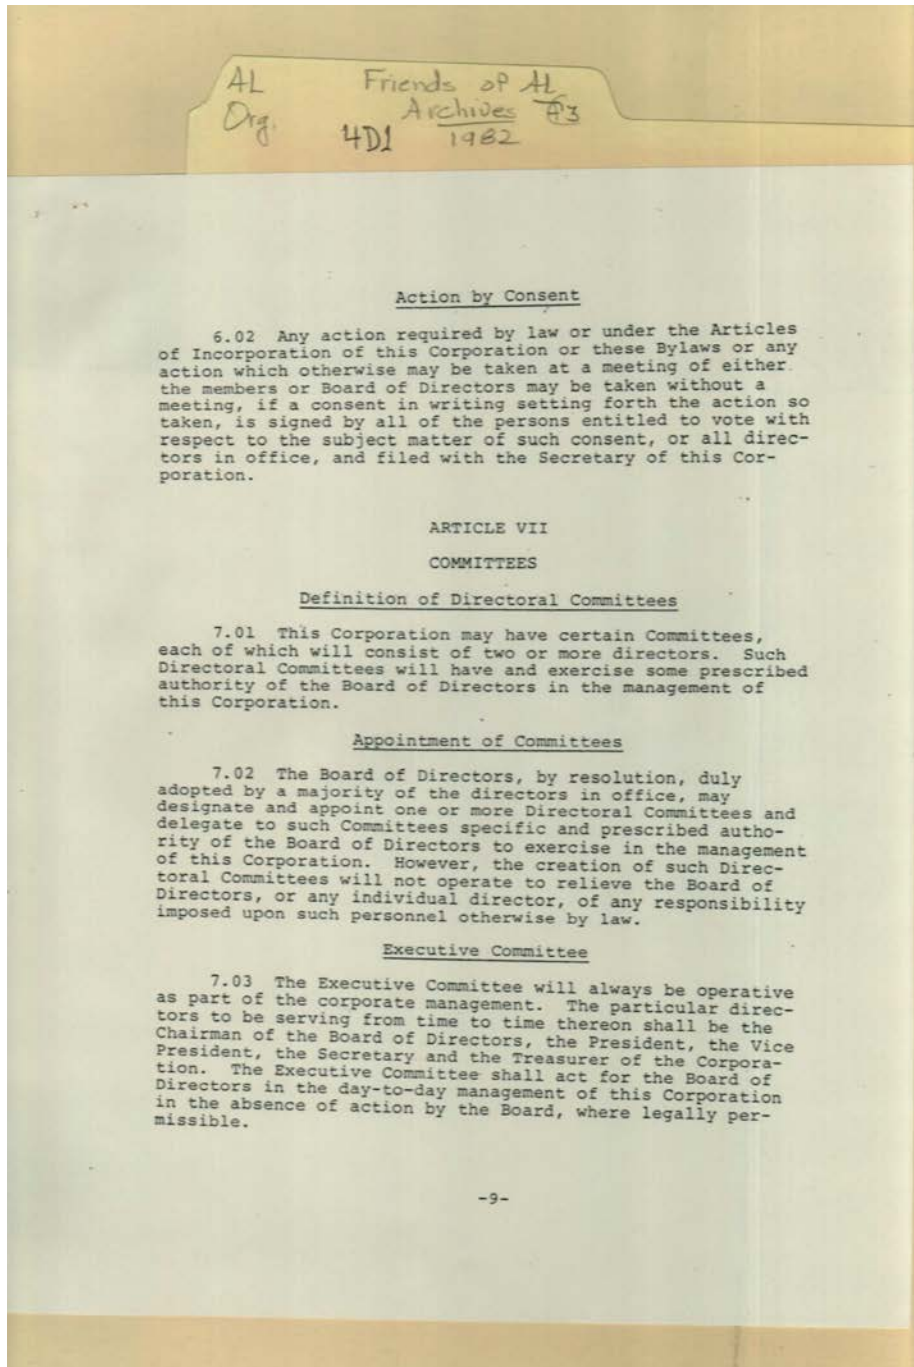 AL Friends of AL
Org. Archives #3
4D1 1982
Action by Consent
6.02 Any action required by law or under the Articles
of Incorporation of this Corporation or these Bylaws or any
action which otherwise may be taken at a meeting of either
the members or Board of Directors may be taken without a
meeting, if a consent in writing setting forth the action so
taken, is signed by all of the persons entitled to vote with
respect to the subject matter of such consent, or all direc-
tors in office, and filed with the Secretary of this Cor-
poration.
ARTICLE VII
COMMITTEES
Definition of Directoral Committees
7.01 This Corporation may have certain Committees,
each of which will consist of two or more directors. Such
Directoral Committees will have and exercise some prescribed
authority of the Board of Directors in the management of
this Corporation.
Appointment of Committees
7.02 The Board of Directors, by resolution, duly
adopted by a majority of the directors in office, may
designate and appoint one or more Directoral Committees and
delegate to such Committees specific and prescribed autho-
rity of the Board of Directors to exercise in the management
of this Corporation. However, the creation of such Direc-
toral Committees will not operate to relieve the Board of
Directors, or any individual director, of any responsibility
imposed upon such personnel otherwise by law.
Executive Committee
7.03 The Executive Committee will always be operative
as part of the corporate management. The particular direc-
tors to be serving from time to time thereon shall be the
Chairman of the Board of Directors, the President, the Vice
President, the Secretary and the Treasurer of the Corpora-
tion. The Executive Committee shall act for the Board of
Directors in the day-to-day management of this Corporation
in the absence of action by the Board, where legally per-
missible.
-9-